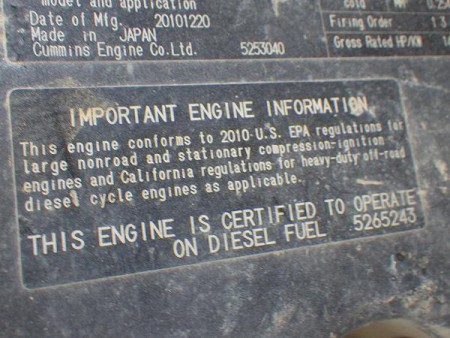 model and application
Date of Mfg. 20101220
Made in JAPAN
Cummins Engine Co.Ltd. 5253040
cold
Firing Order 1 3
Gross Rated HP/KW
IMPORTANT ENGINE INFORMATION
This engine conforms to 2010 U.S. EPA regulations for
large nonroad and stationary compression-ignition
engines and California regulations for heavy-duty off-road
diesel cycle engines as applicable.
THIS ENGINE IS CERTIFIED TO OPERATE
ON DIESEL FUEL 5265243